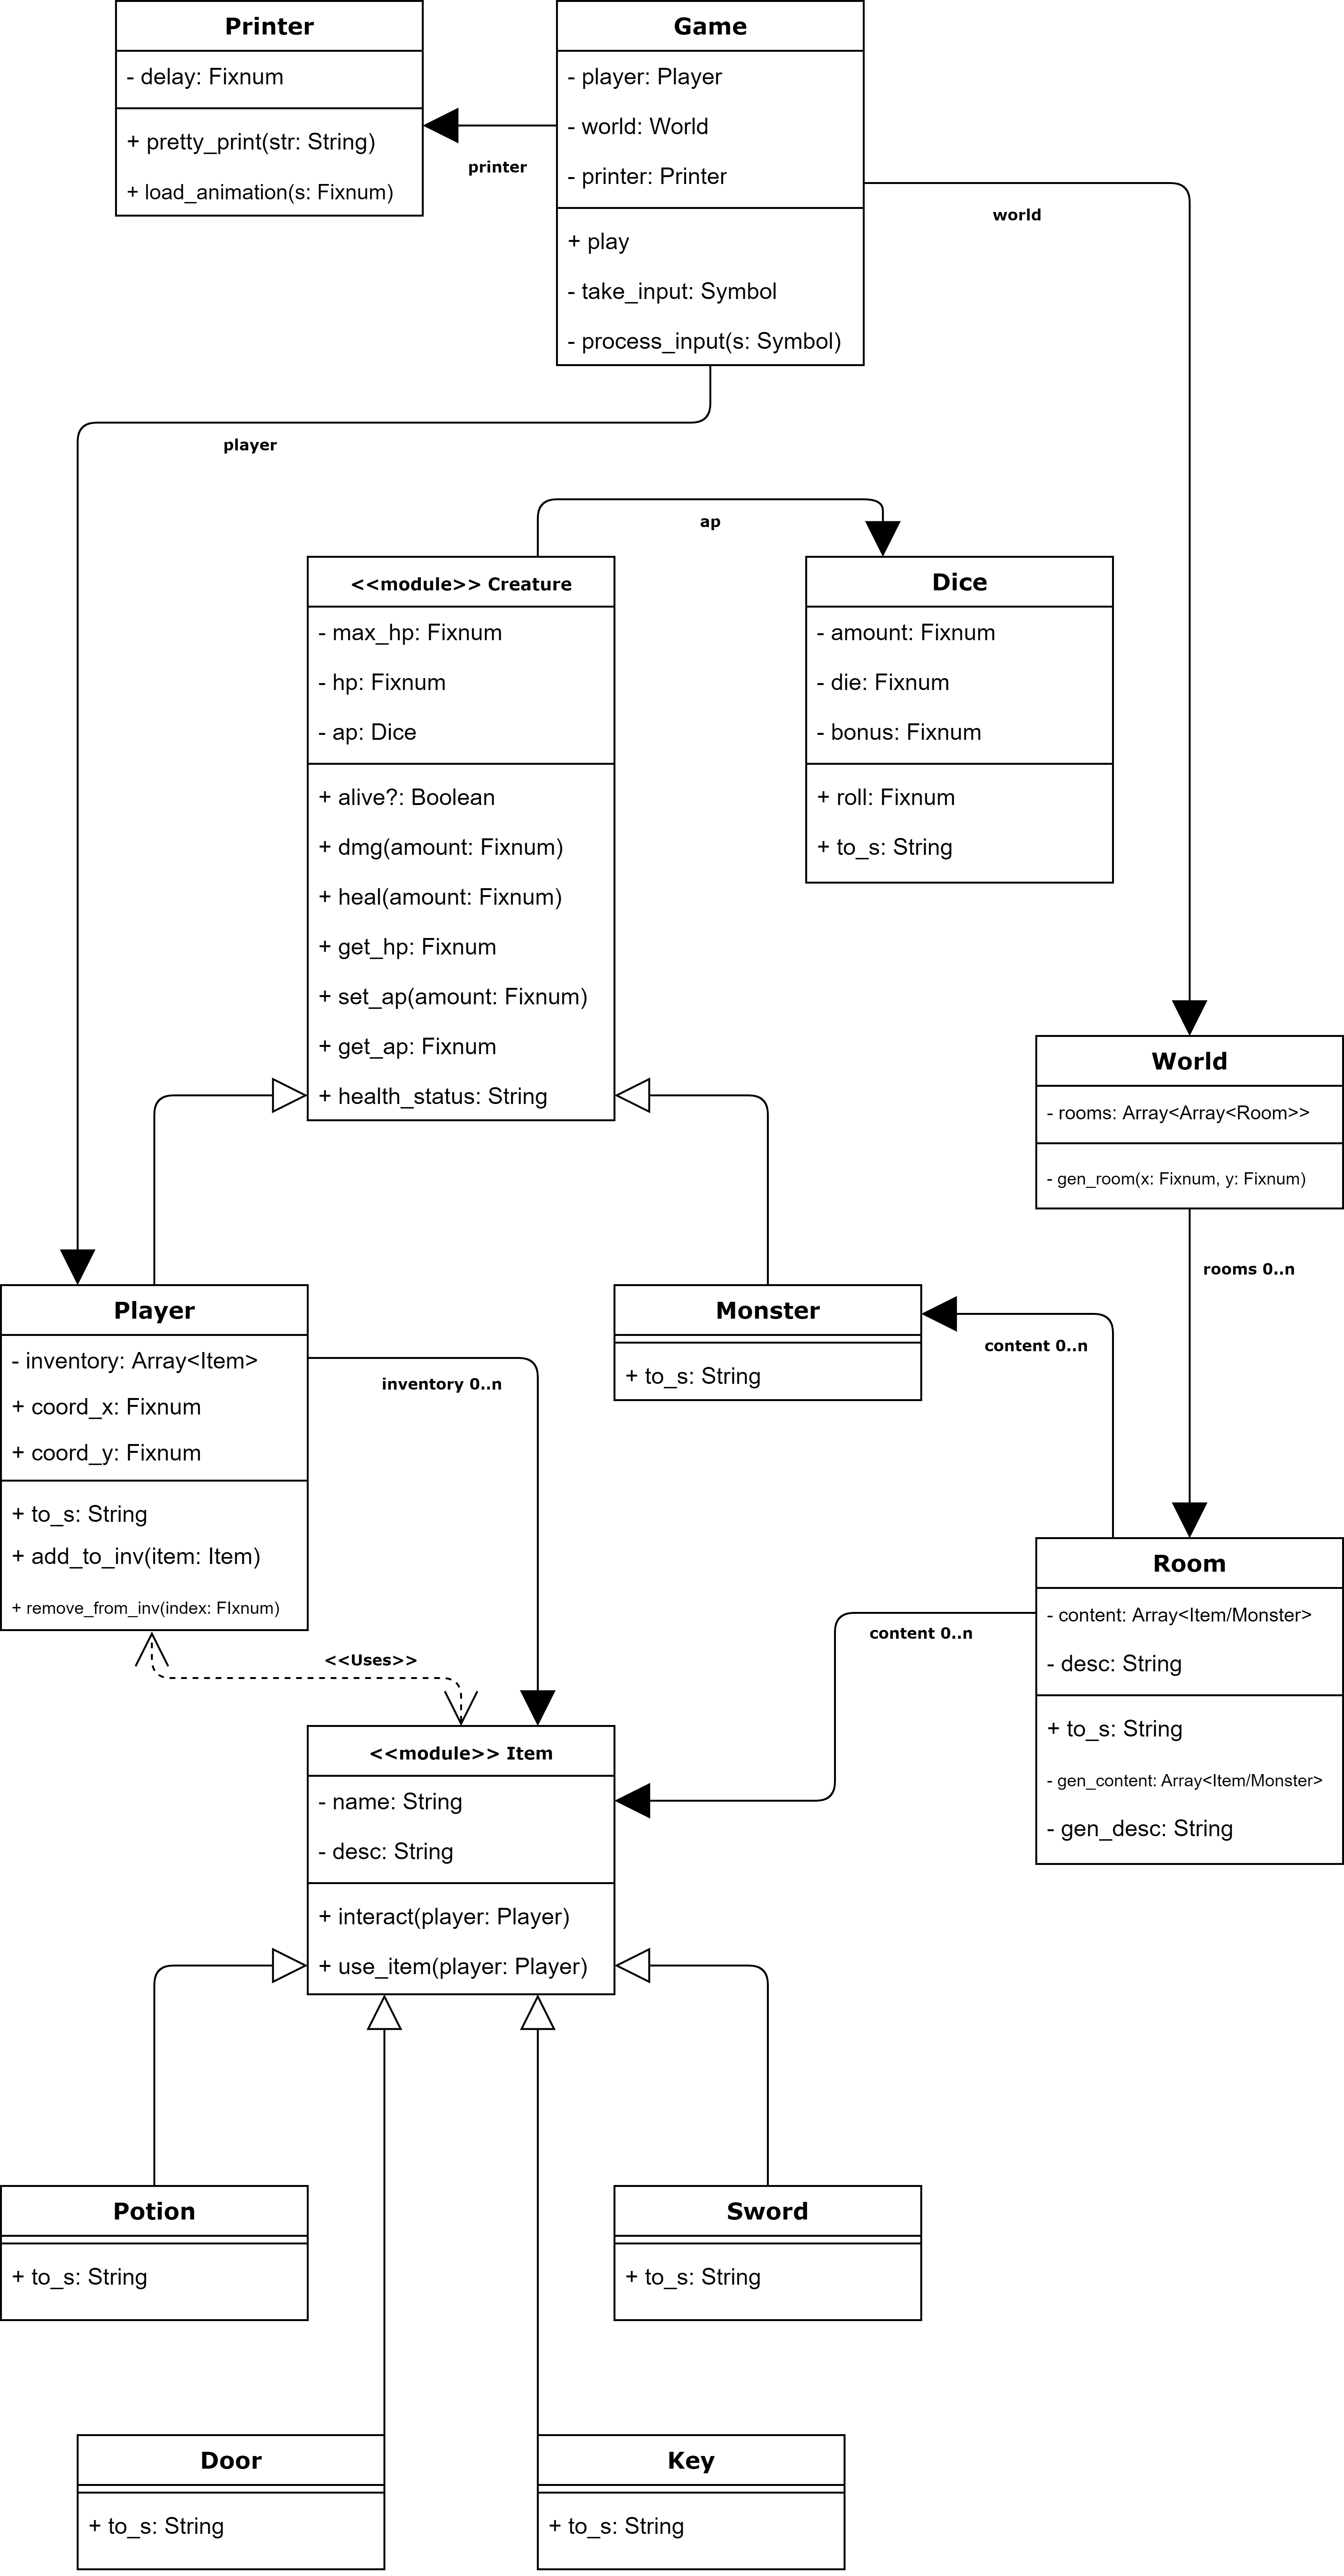 Printer
- delay: Fixnum
+ pretty_print(str: String)
+ load_animation(s: Fixnum)
Game
- player: Player
- world: World
- printer: Printer
+ play
- take_input: Symbol
- process_input(s: Symbol)
printer
world
player
ap
<<module>> Creature
- max_hp: Fixnum
- hp: Fixnum
- ap: Dice
+ alive?: Boolean
+ dmg(amount: Fixnum)
+ heal(amount: Fixnum)
+ get_hp: Fixnum
+ set_ap(amount: Fixnum)
+ get_ap: Fixnum
+ health_status: String
Dice
- amount: Fixnum
- die: Fixnum
- bonus: Fixnum
+ roll: Fixnum
+ to_s: String
World
- rooms: Array<Array<Room>>
- gen_room(x: Fixnum, y: Fixnum)
rooms 0..n
Player
- inventory: Array<Item>
+ coord_x: Fixnum
+ coord_y: Fixnum
+ to_s: String
+ add_to_inv(item: Item)
+ remove_from_inv(index: FIxnum)
inventory 0..n
Monster
+ to_s: String
content 0..n
Room
- content: Array<Item/Monster>
- desc: String
+ to_s: String
- gen_content: Array<Item/Monster>
- gen_desc: String
content 0..n
<<Uses>>
<<module>> Item
- name: String
- desc: String
+ interact(player: Player)
+ use_item(player: Player)
Potion
+ to_s: String
Sword
+ to_s: String
Door
+ to_s: String
Key
+ to_s: String